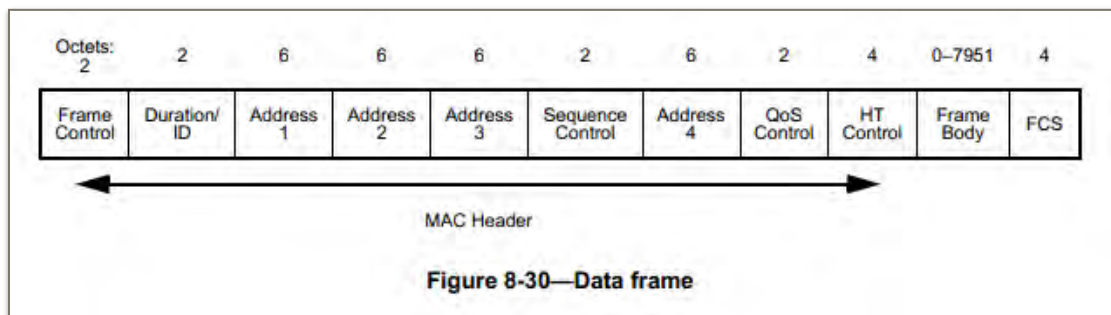 Octets:
2 2 6 6 6 2 6 2 4 0–7951 4
Frame Control Duration/ID Address 1 Address 2 Address 3 Sequence Control Address 4 QoS Control HT Control Frame Body FCS
MAC Header
Figure 8-30—Data frame